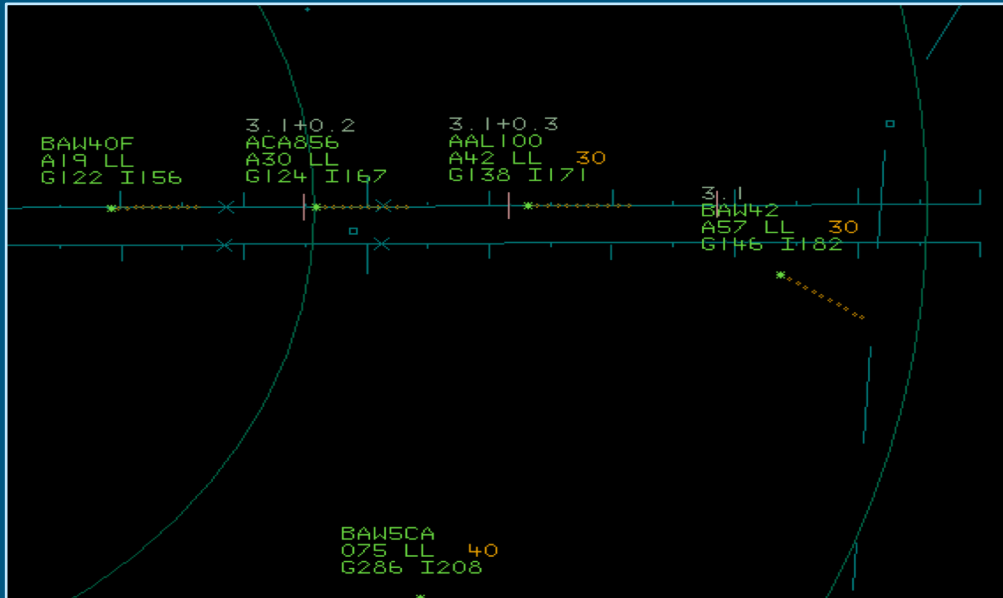 BAW40F
A19 LL
G122 I156
3.1+0.2
ACA856
A30 LL
G124 I167
3.1+0.3
AAL100
A42 LL 30
G138 I171
3.1
BAW42
A57 LL 30
G146 I182
BAW5CA
075 LL 40
G286 I208